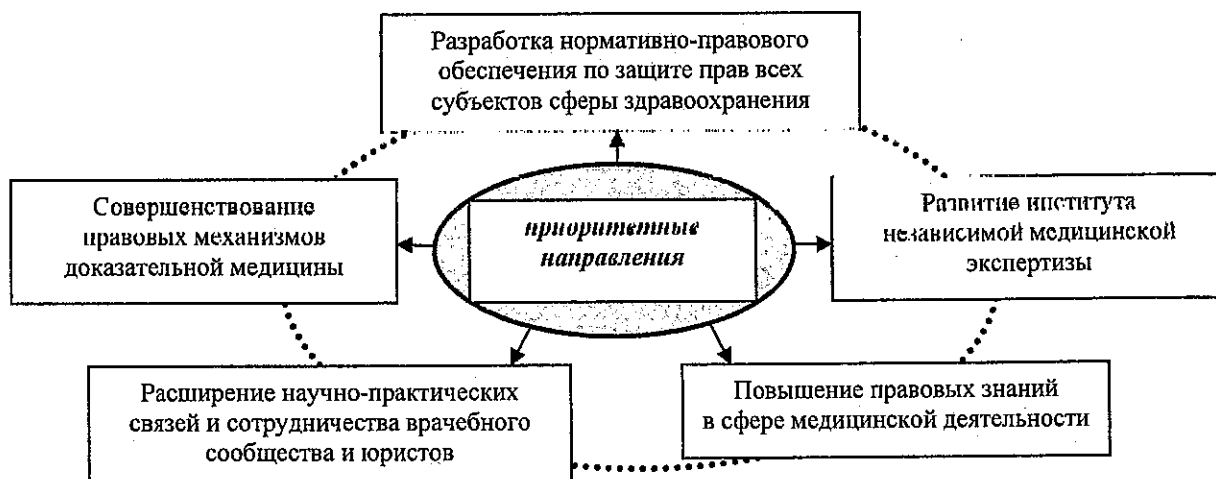 Разработка нормативно-правового
обеспечения по защите прав всех
субъектов сферы здравоохранения
Совершенствование
правовых механизмов
доказательной медицины
приоритетные
направления
Развитие института
независимой медицинской
экспертизы
Расширение научно-практических
связей и сотрудничества врачебного
сообщества и юристов
Повышение правовых знаний
в сфере медицинской деятельности